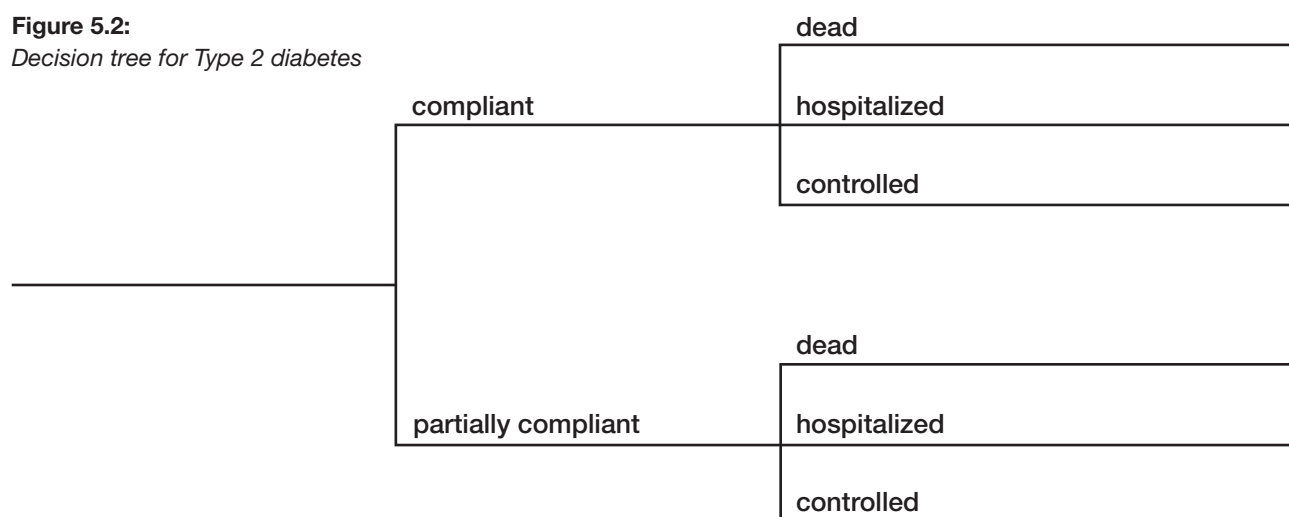 Figure 5.2:
Decision tree for Type 2 diabetes
dead
compliant
hospitalized
controlled
dead
partially compliant
hospitalized
controlled